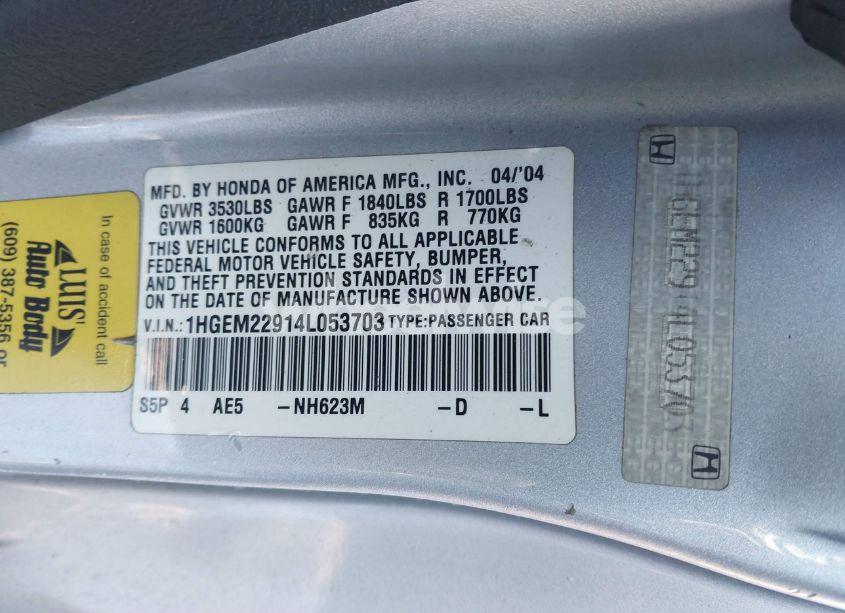 MFD. BY HONDA OF AMERICA MFG., INC. 04/'04
GVWR 3530LBS GAWR F 1840LBS R 1700LBS
GVWR 1600KG GAWR F 835KG R 770KG
THIS VEHICLE CONFORMS TO ALL APPLICABLE
FEDERAL MOTOR VEHICLE SAFETY, BUMPER,
AND THEFT PREVENTION STANDARDS IN EFFECT
ON THE DATE OF MANUFACTURE SHOWN ABOVE.
V.I.N.: 1HGEM22914L053703 TYPE:PASSENGER CAR
S5P 4 AE5 -NH623M -D -L
In case of accident call
LUIS'
Auto Body
(609) 387-5356 or
1HGEM229 4L053703